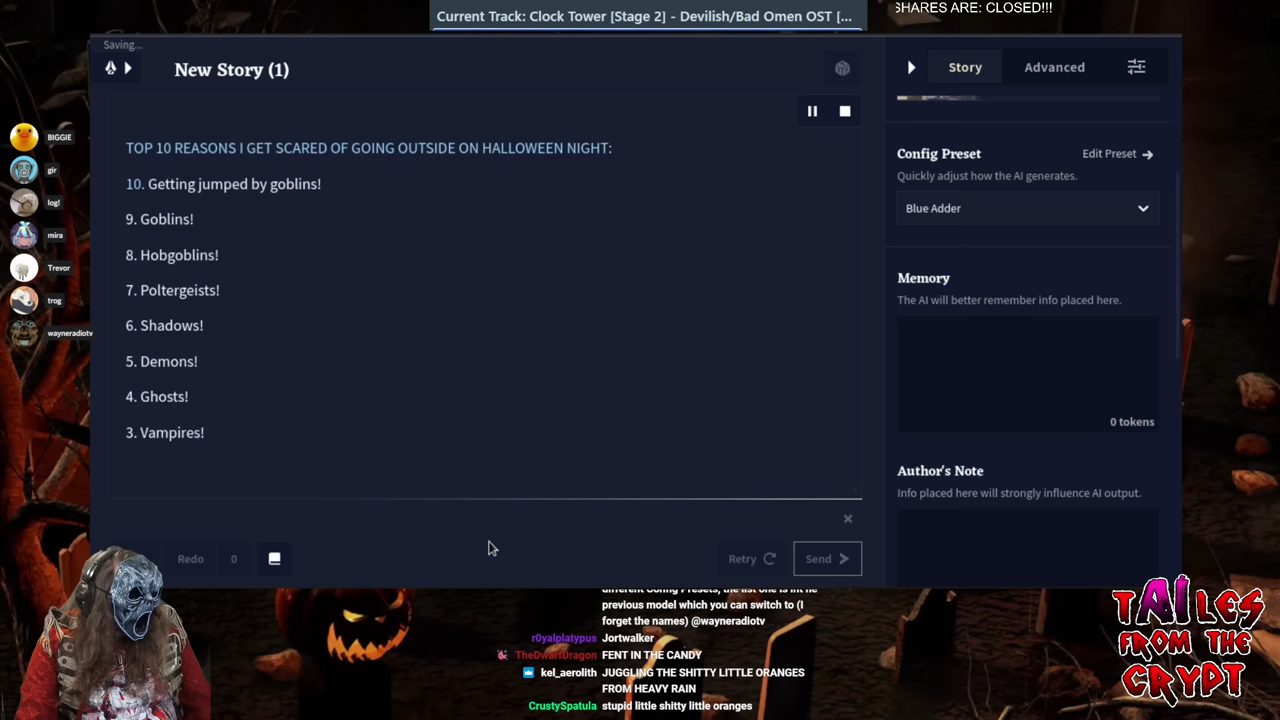 Current Track: Clock Tower [Stage 2] - Devilish/Bad Omen OST [...
SHARES ARE: CLOSED!!!
Saving...
New Story (1)
Story
Advanced
TOP 10 REASONS I GET SCARED OF GOING OUTSIDE ON HALLOWEEN NIGHT:
10. Getting jumped by goblins!
9. Goblins!
8. Hobgoblins!
7. Poltergeists!
6. Shadows!
5. Demons!
4. Ghosts!
3. Vampires!
BIGGIE
gir
log!
mira
Trevor
trog
wayneradiotv
Config Preset
Edit Preset
Quickly adjust how the AI generates.
Blue Adder
Memory
The AI will better remember info placed here.
0 tokens
Author's Note
Info placed here will strongly influence AI output.
Redo
0
Retry
Send
previous model which you can switch to (I
forget the names) @wayneradiotv
r0yalplatypus Jortwalker
TheDwarfDragon FENT IN THE CANDY
kel_aerolith JUGGLING THE SHITTY LITTLE ORANGES
FROM HEAVY RAIN
CrustySpatula stupid little shitty little oranges
TAILES
FROM THE
CRYPT